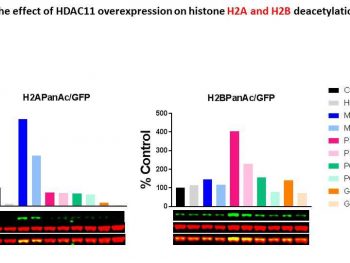 he effect of HDAC11 overexpression on histone H2A and H2B deacetylatio
H2APanAc/GFP
H2BPanAc/GFP
% Control
500
400
300
200
100
0
C
H
M
M
P
P
P
G
G